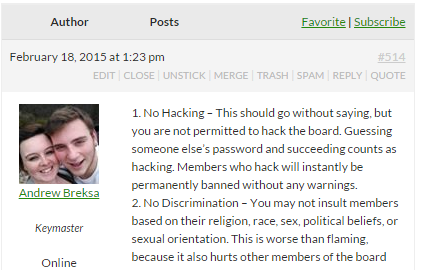 Author Posts Favorite | Subscribe
February 18, 2015 at 1:23 pm #514
EDIT | CLOSE | UNSTICK | MERGE | TRASH | SPAM | REPLY | QUOTE
Andrew Breksa
Keymaster
Online
1. No Hacking – This should go without saying, but
you are not permitted to hack the board. Guessing
someone else's password and succeeding counts as
hacking. Members who hack will instantly be
permanently banned without any warnings.
2. No Discrimination – You may not insult members
based on their religion, race, sex, political beliefs, or
sexual orientation. This is worse than flaming,
because it also hurts other members of the board